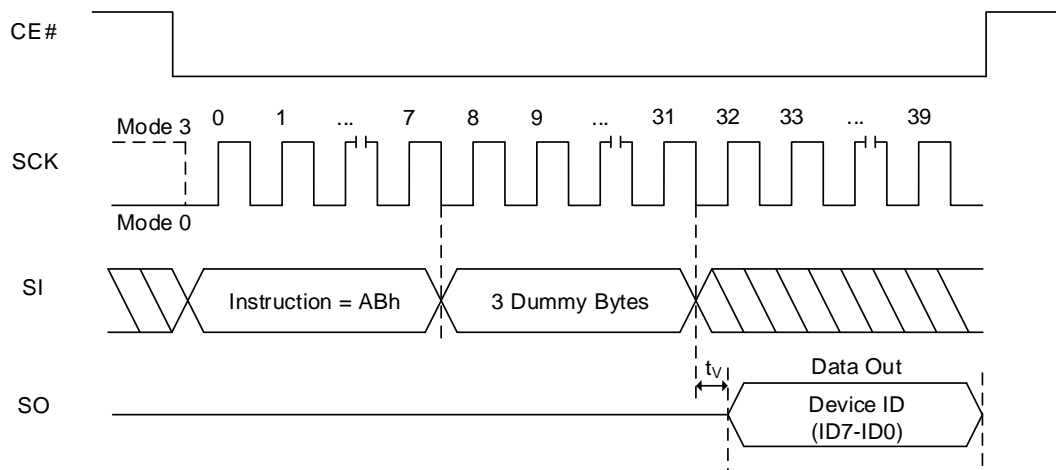 CE#
SCK
Mode 3
0 1 ... 7 8 9 ... 31 32 33 ... 39
Mode 0
SI
Instruction = ABh
3 Dummy Bytes
tV
Data Out
SO
Device ID
(ID7-ID0)